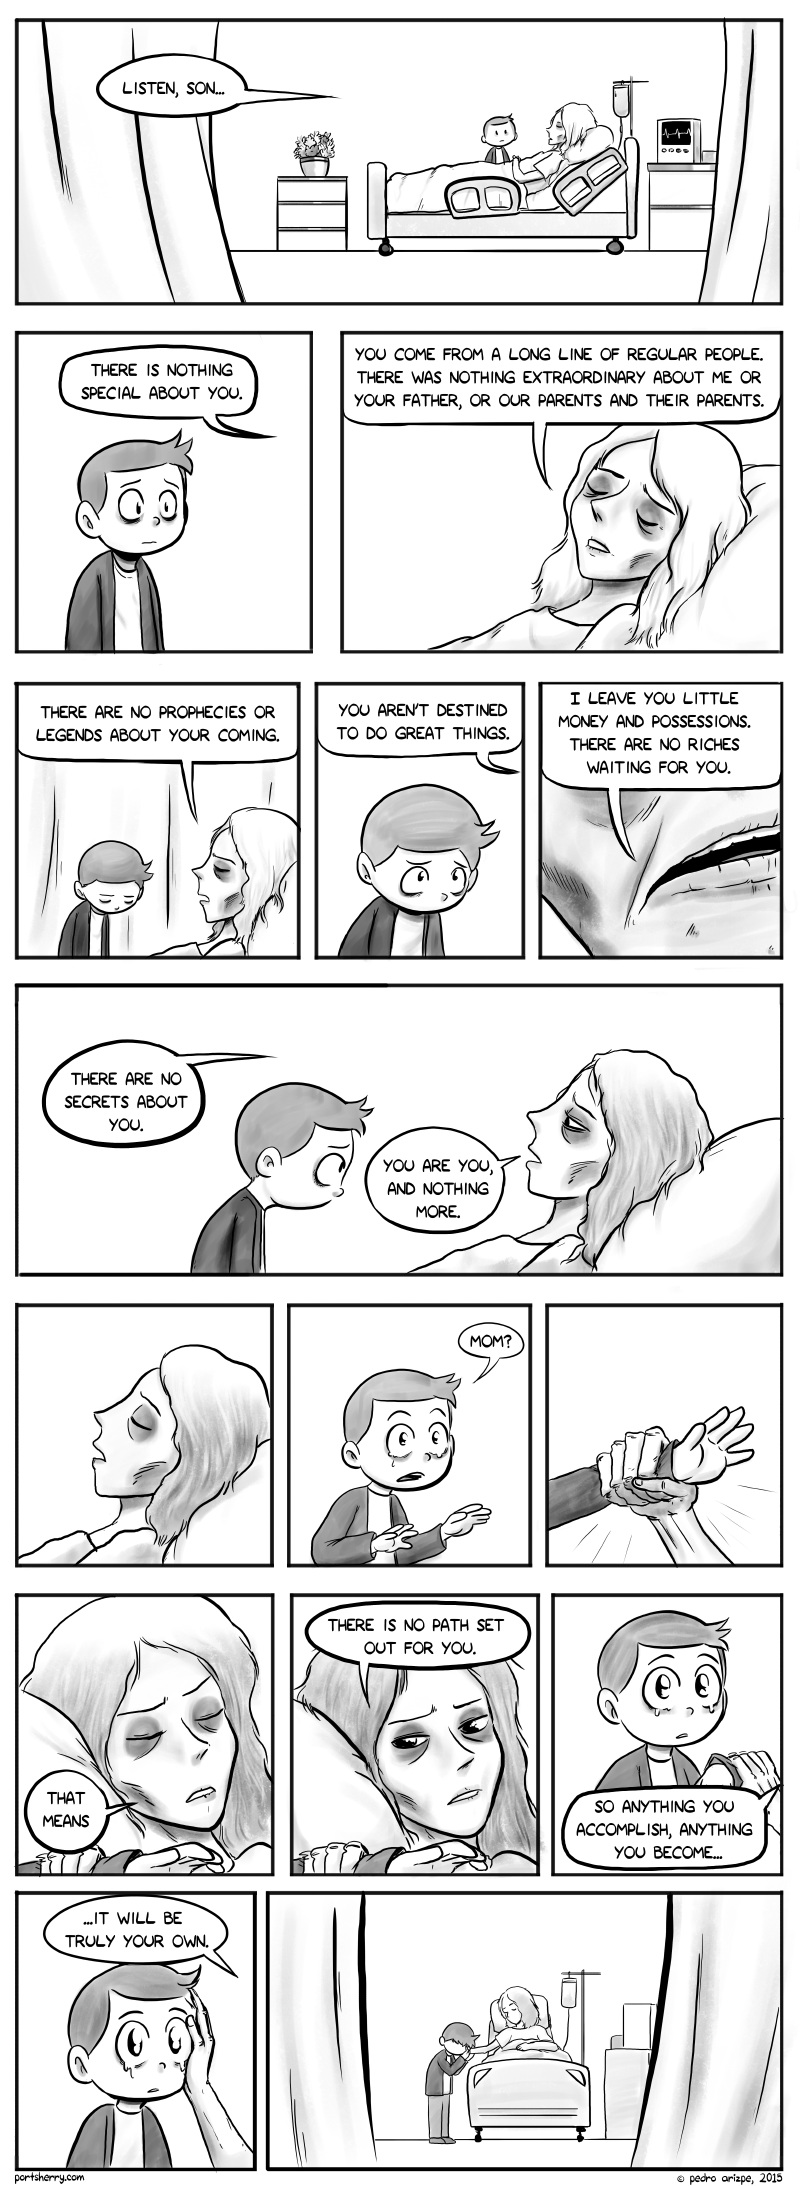 LISTEN, SON...
THERE IS NOTHING
SPECIAL ABOUT YOU.
YOU COME FROM A LONG LINE OF REGULAR PEOPLE.
THERE WAS NOTHING EXTRAORDINARY ABOUT ME OR
YOUR FATHER, OR OUR PARENTS AND THEIR PARENTS.
THERE ARE NO PROPHECIES OR
LEGENDS ABOUT YOUR COMING.
YOU AREN'T DESTINED
TO DO GREAT THINGS.
I LEAVE YOU LITTLE
MONEY AND POSSESSIONS.
THERE ARE NO RICHES
WAITING FOR YOU.
THERE ARE NO
SECRETS ABOUT
YOU.
YOU ARE YOU,
AND NOTHING
MORE.
MOM?
THAT
MEANS
THERE IS NO PATH SET
OUT FOR YOU.
SO ANYTHING YOU
ACCOMPLISH, ANYTHING
YOU BECOME...
...IT WILL BE
TRULY YOUR OWN.
portsherry.com
© pedro arizpe, 2015